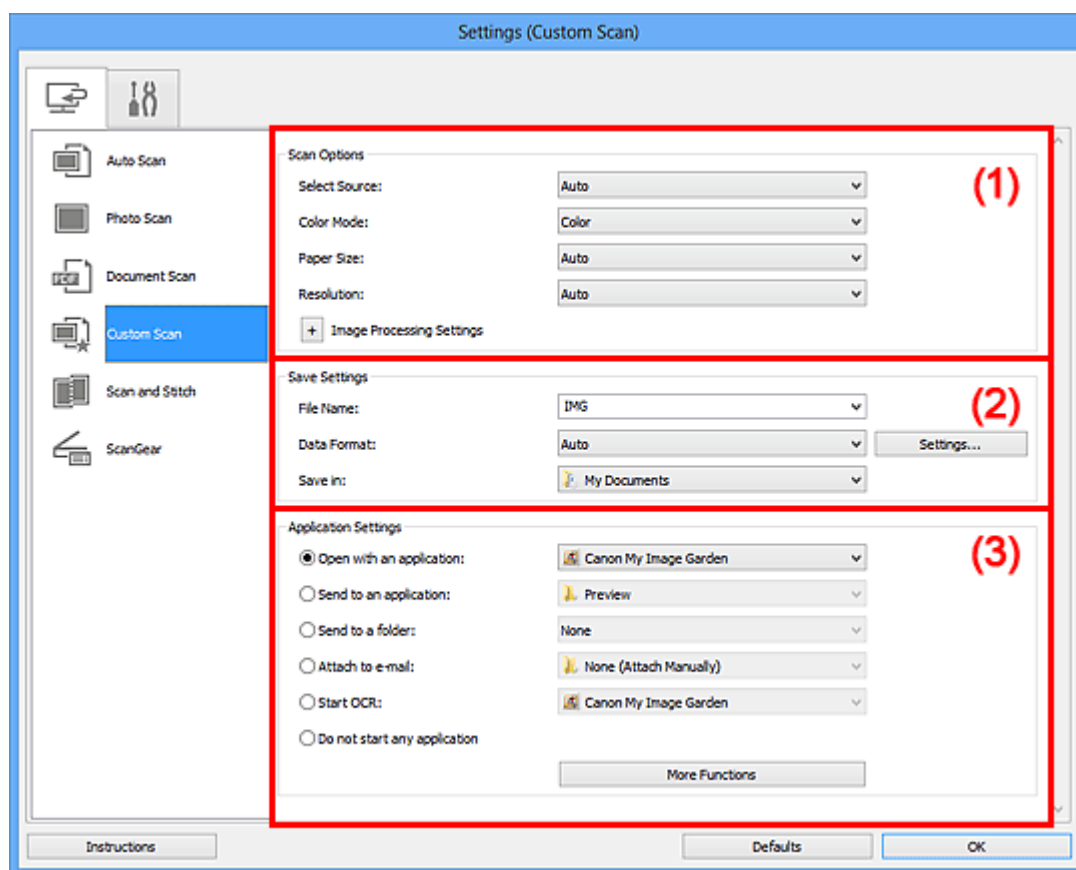 Settings (Custom Scan)
Auto Scan
Photo Scan
Document Scan
Custom Scan
Scan and Stitch
ScanGear
(1)
Scan Options
Select Source: Auto
Color Mode: Color
Paper Size: Auto
Resolution: Auto
+ Image Processing Settings
(2)
Save Settings
File Name: IMG
Data Format: Auto Settings...
Save in: My Documents
(3)
Application Settings
Open with an application: Canon My Image Garden
Send to an application: Preview
Send to a folder: None
Attach to e-mail: None (Attach Manually)
Start OCR: Canon My Image Garden
Do not start any application
More Functions
Instructions Defaults OK